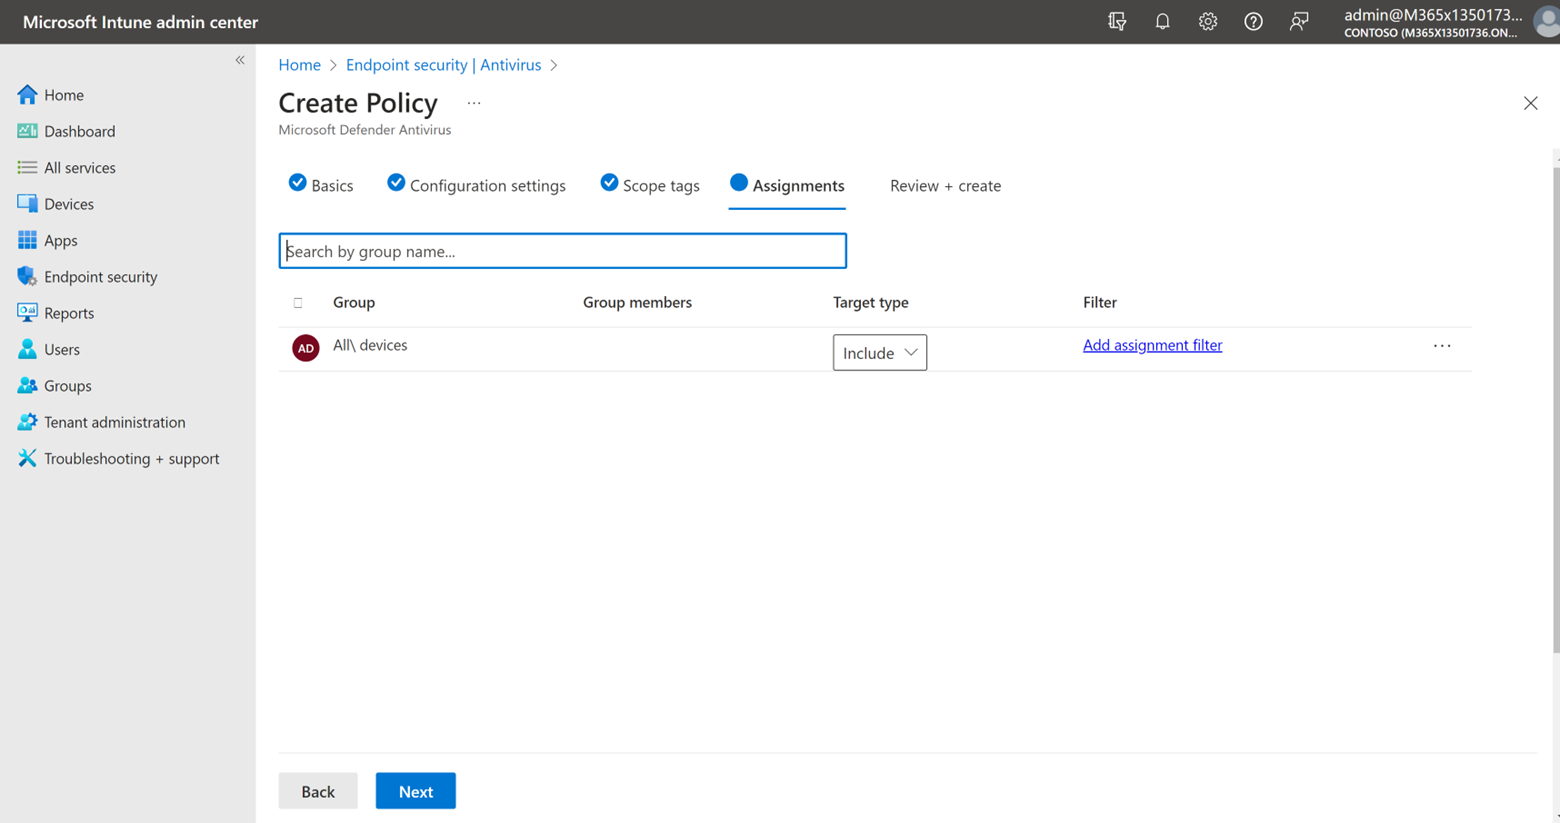 Microsoft Intune admin center
admin@M365x1350173...
CONTOSO (M365X13501736.ON...
«
Home
Dashboard
All services
Devices
Apps
Endpoint security
Reports
Users
Groups
Tenant administration
Troubleshooting + support
Home > Endpoint security | Antivirus >
Create Policy ...
Microsoft Defender Antivirus
Basics Configuration settings Scope tags Assignments Review + create
Search by group name...
Group Group members Target type Filter
AD All\ devices Include Add assignment filter ...
Back Next